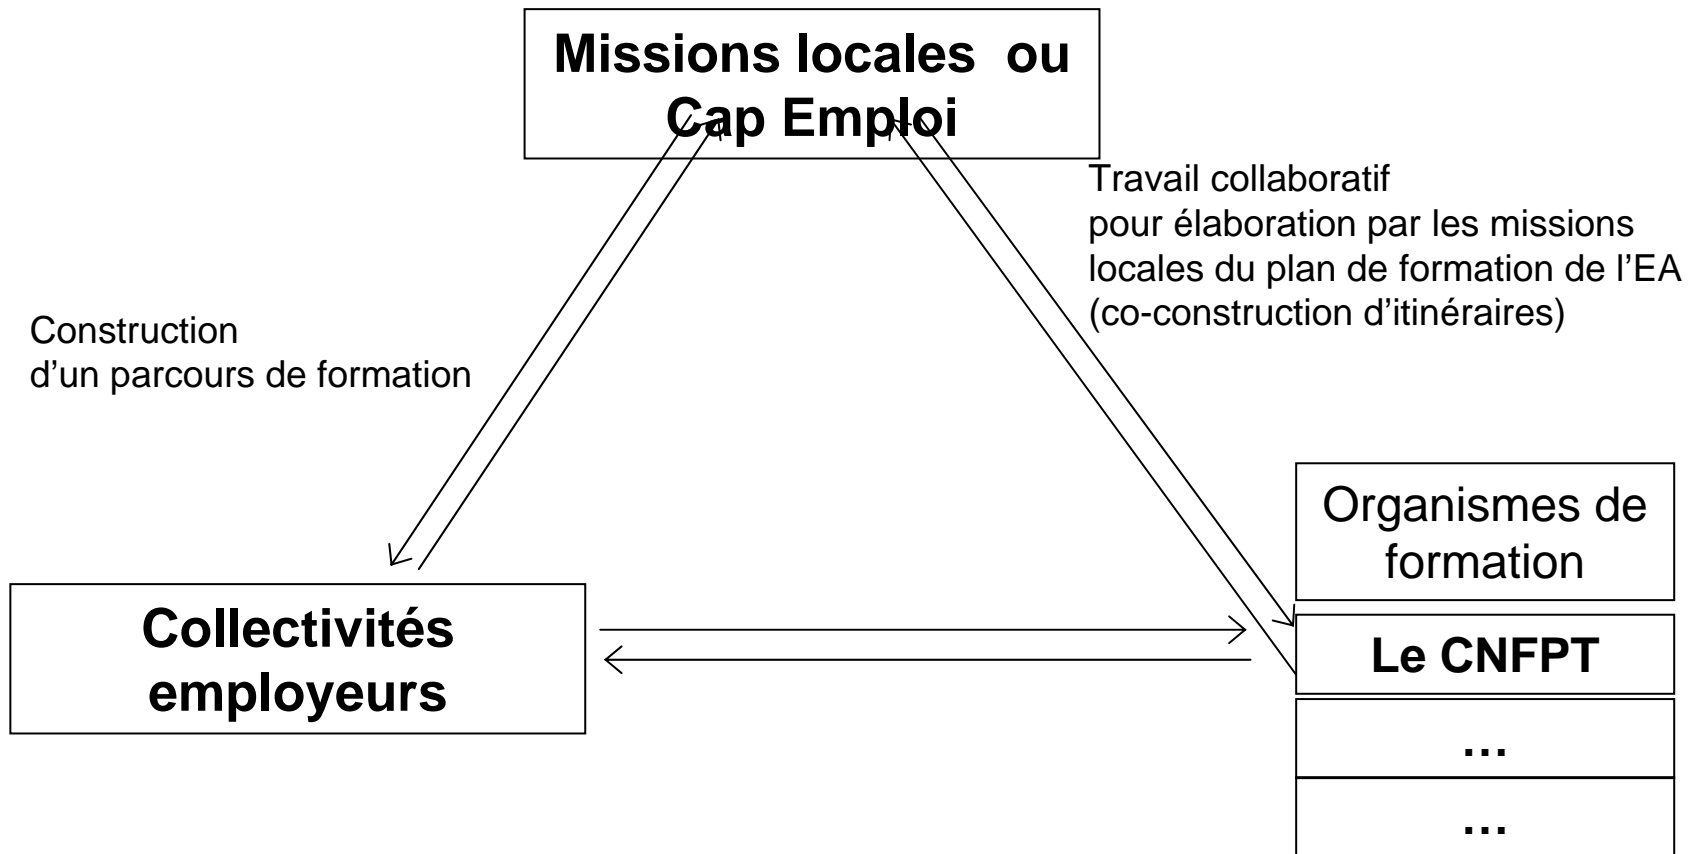 Missions locales ou
Cap Emploi
Travail collaboratif
pour élaboration par les missions
locales du plan de formation de l’EA
(co-construction d’itinéraires)
Construction
d’un parcours de formation
Organismes de
formation
Collectivités
employeurs
Le CNFPT
…
…